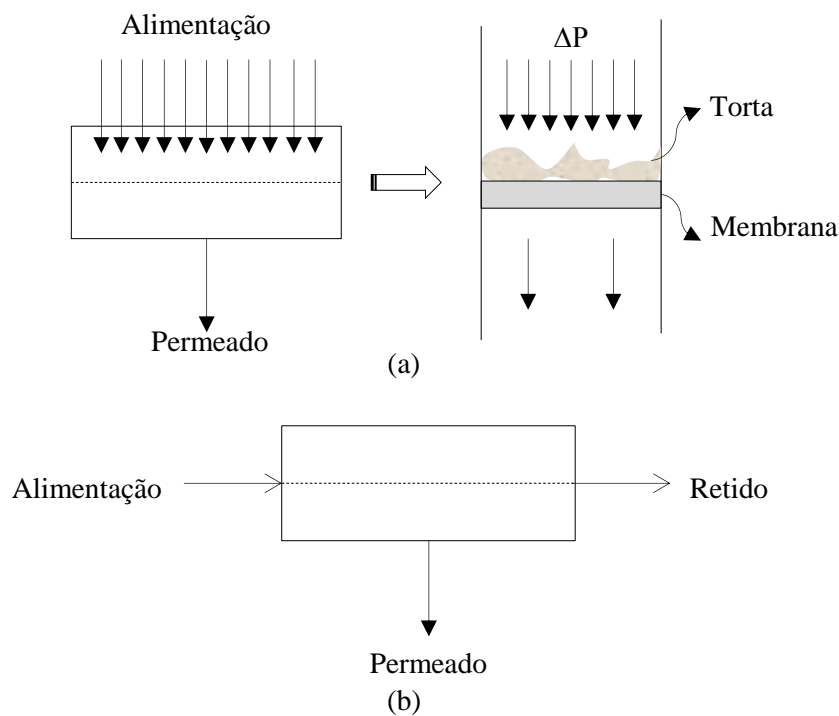 Alimentação
ΔP
Torta
Membrana
Permeado
(a)
Alimentação
Retido
Permeado
(b)